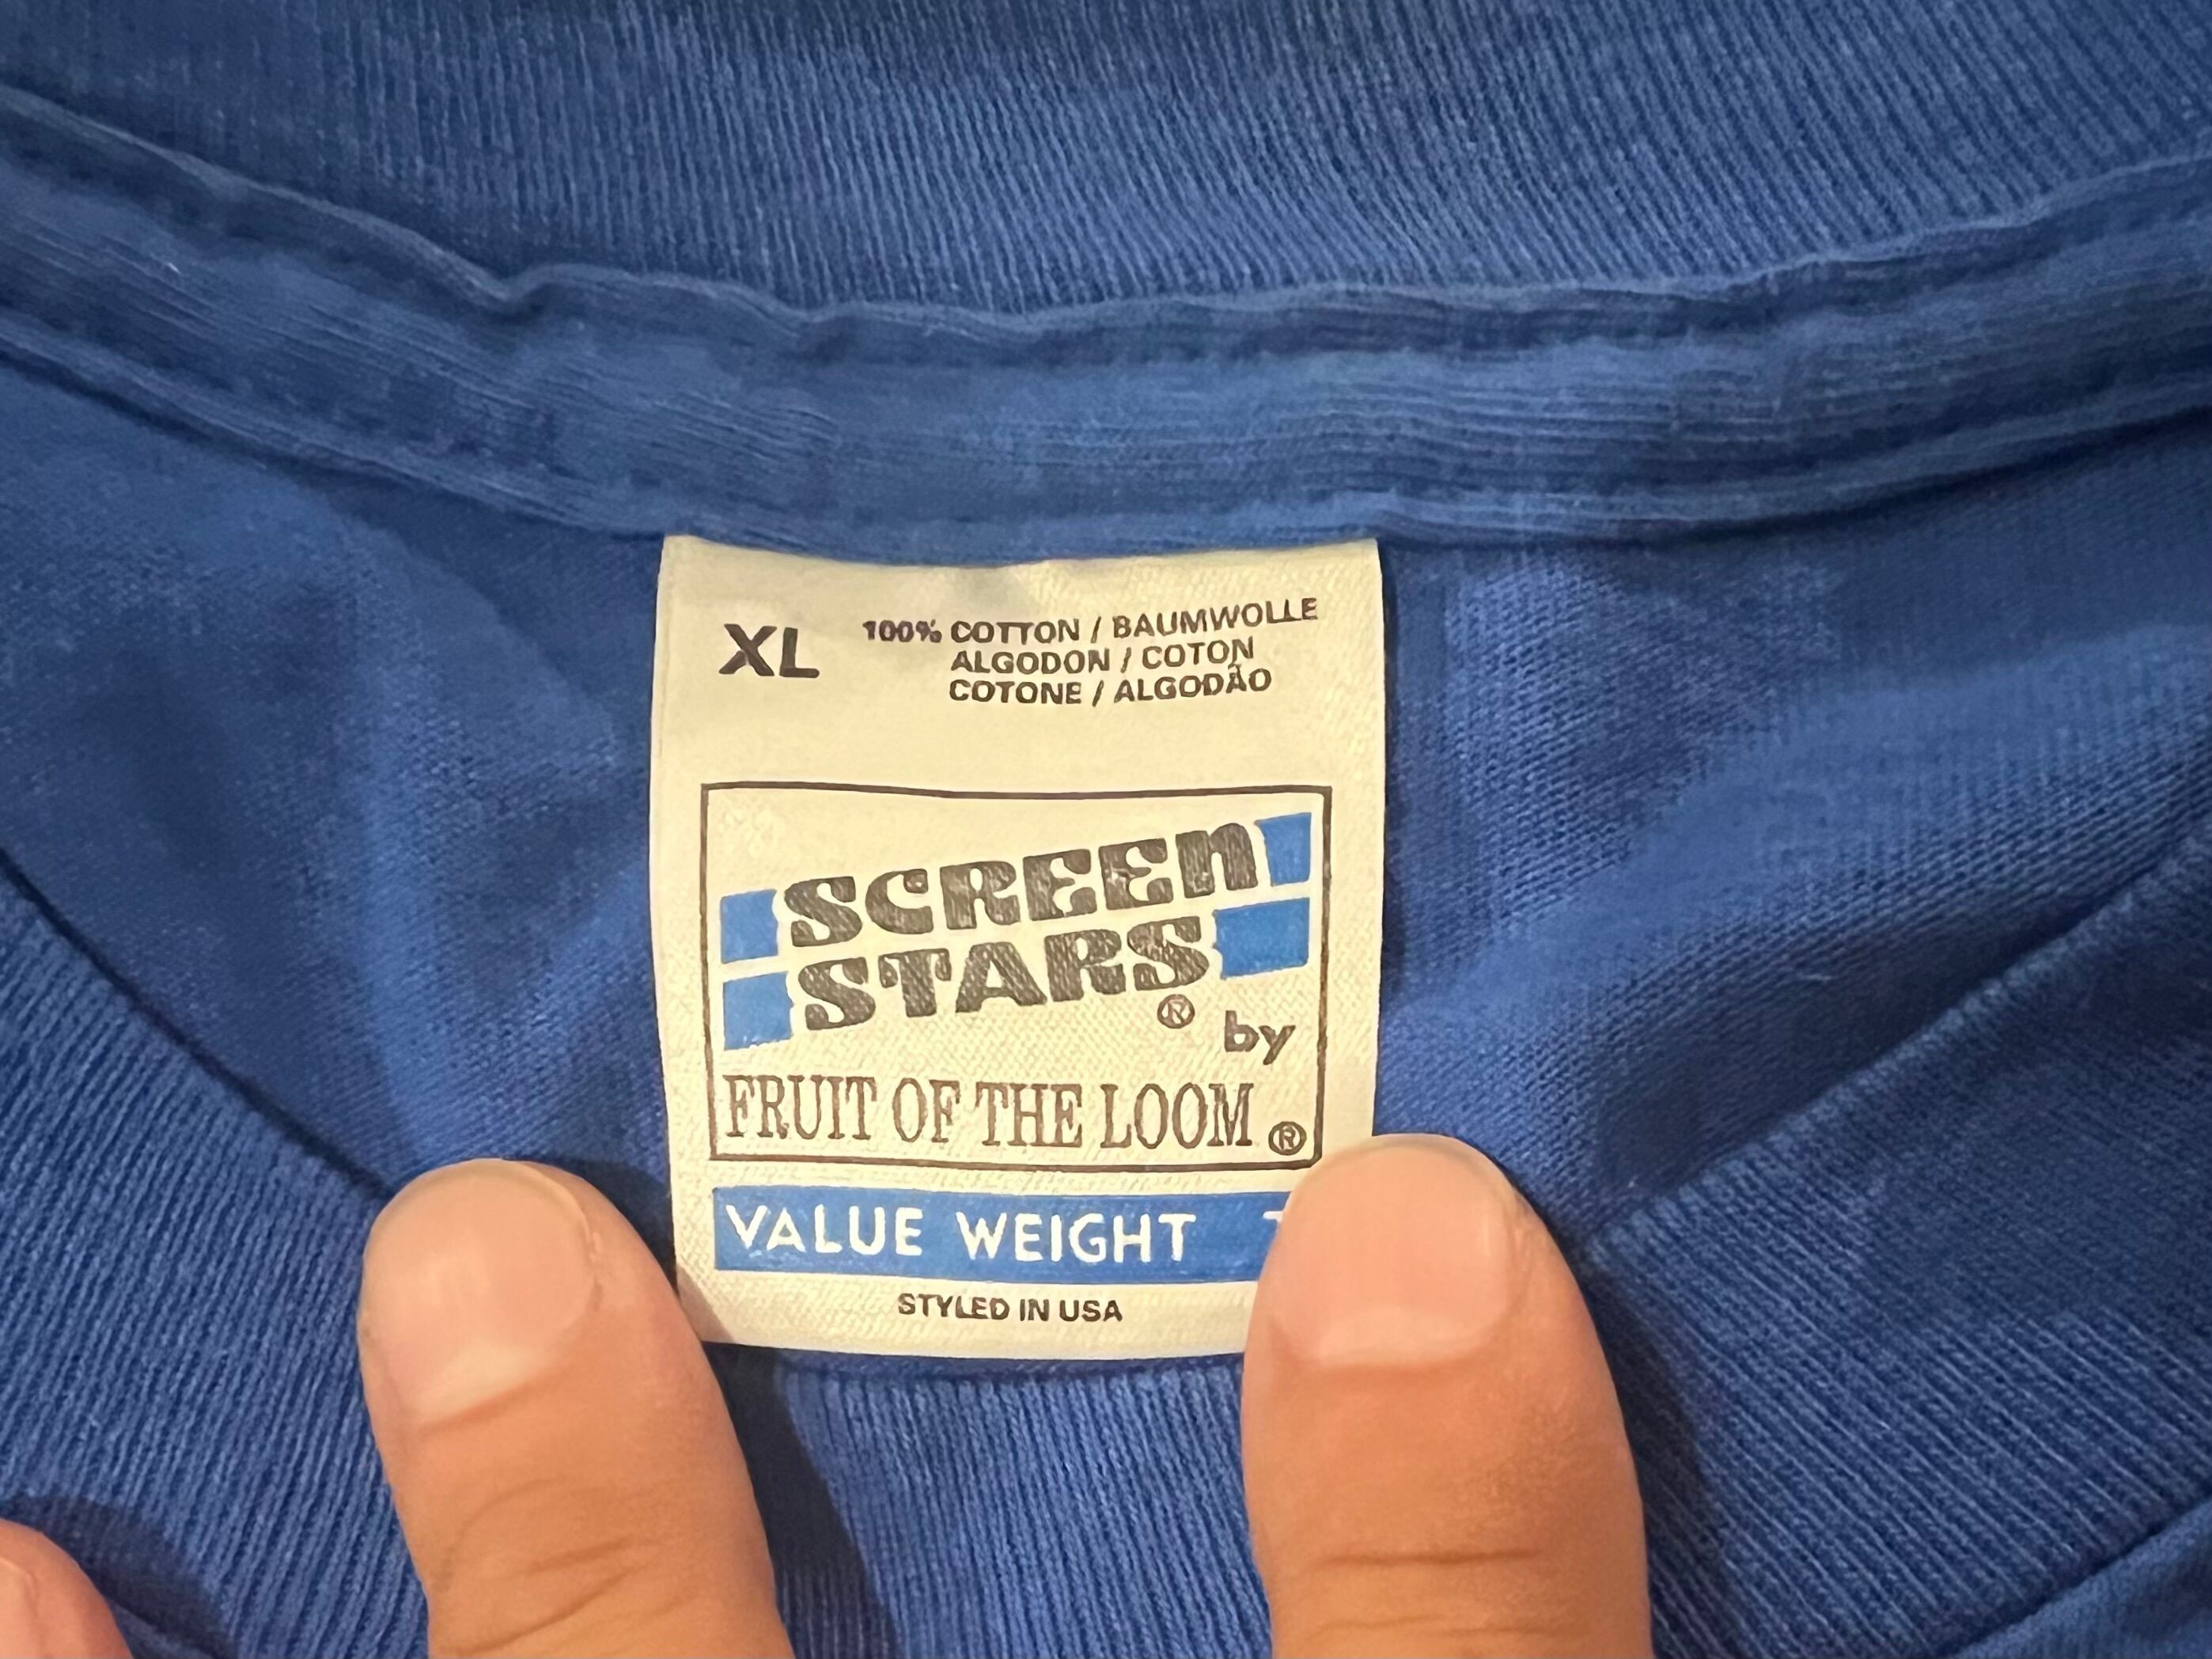 XL 100% COTTON / BAUMWOLLE
ALGODON / COTON
COTONE / ALGODÃO
SCREEN
STARS
® by
FRUIT OF THE LOOM ®
VALUE WEIGHT
STYLED IN USA